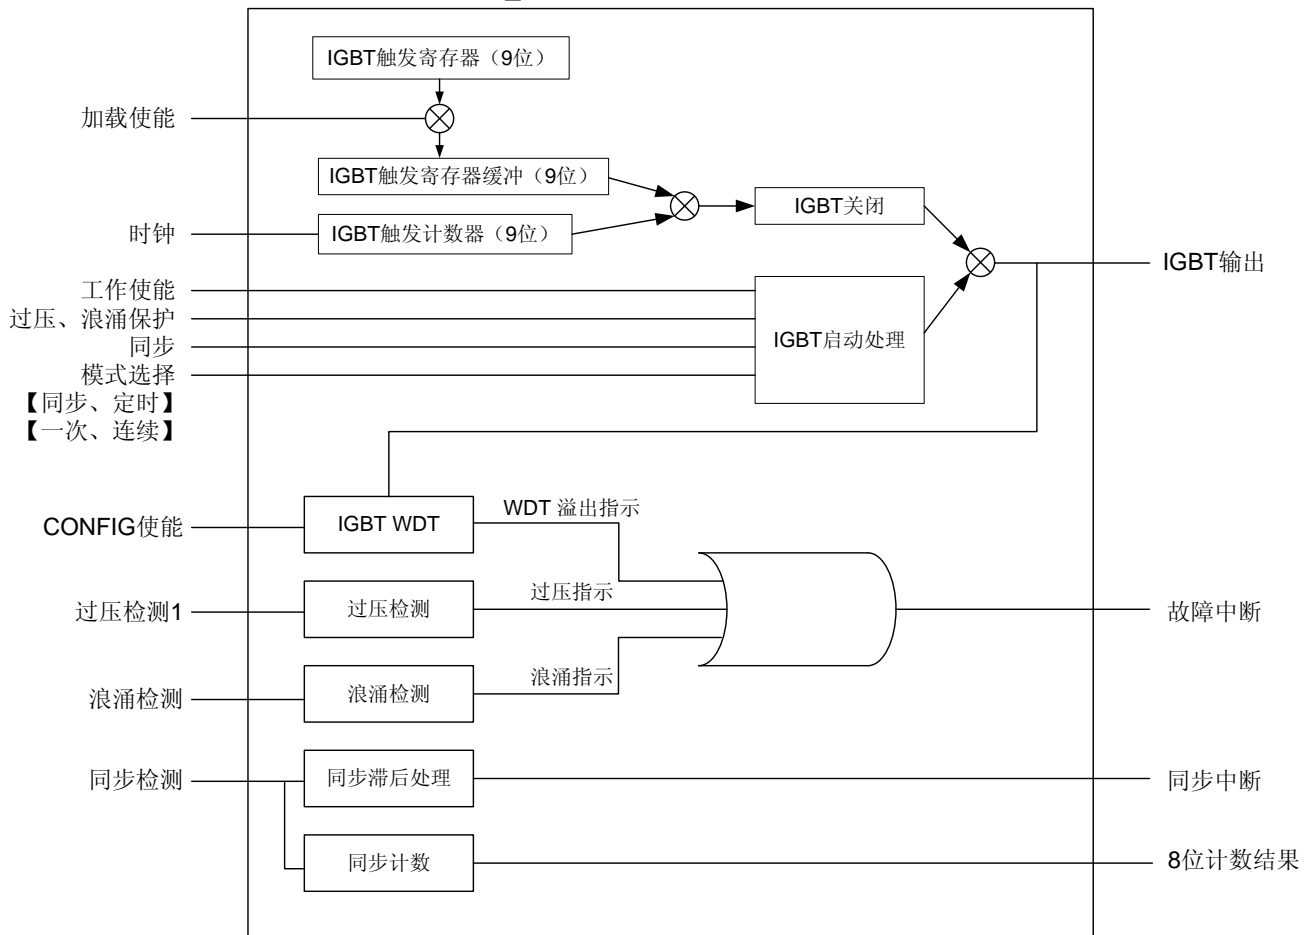 IGBT触发寄存器（9位）
加载使能
IGBT触发寄存器缓冲（9位）
IGBT关闭
时钟
IGBT触发计数器（9位）
IGBT输出
工作使能
过压、浪涌保护
同步
模式选择
【同步、定时】
【一次、连续】
IGBT启动处理
CONFIG使能
IGBT WDT
WDT 溢出指示
过压检测1
过压检测
过压指示
故障中断
浪涌检测
浪涌检测
浪涌指示
同步检测
同步滞后处理
同步中断
同步计数
8位计数结果